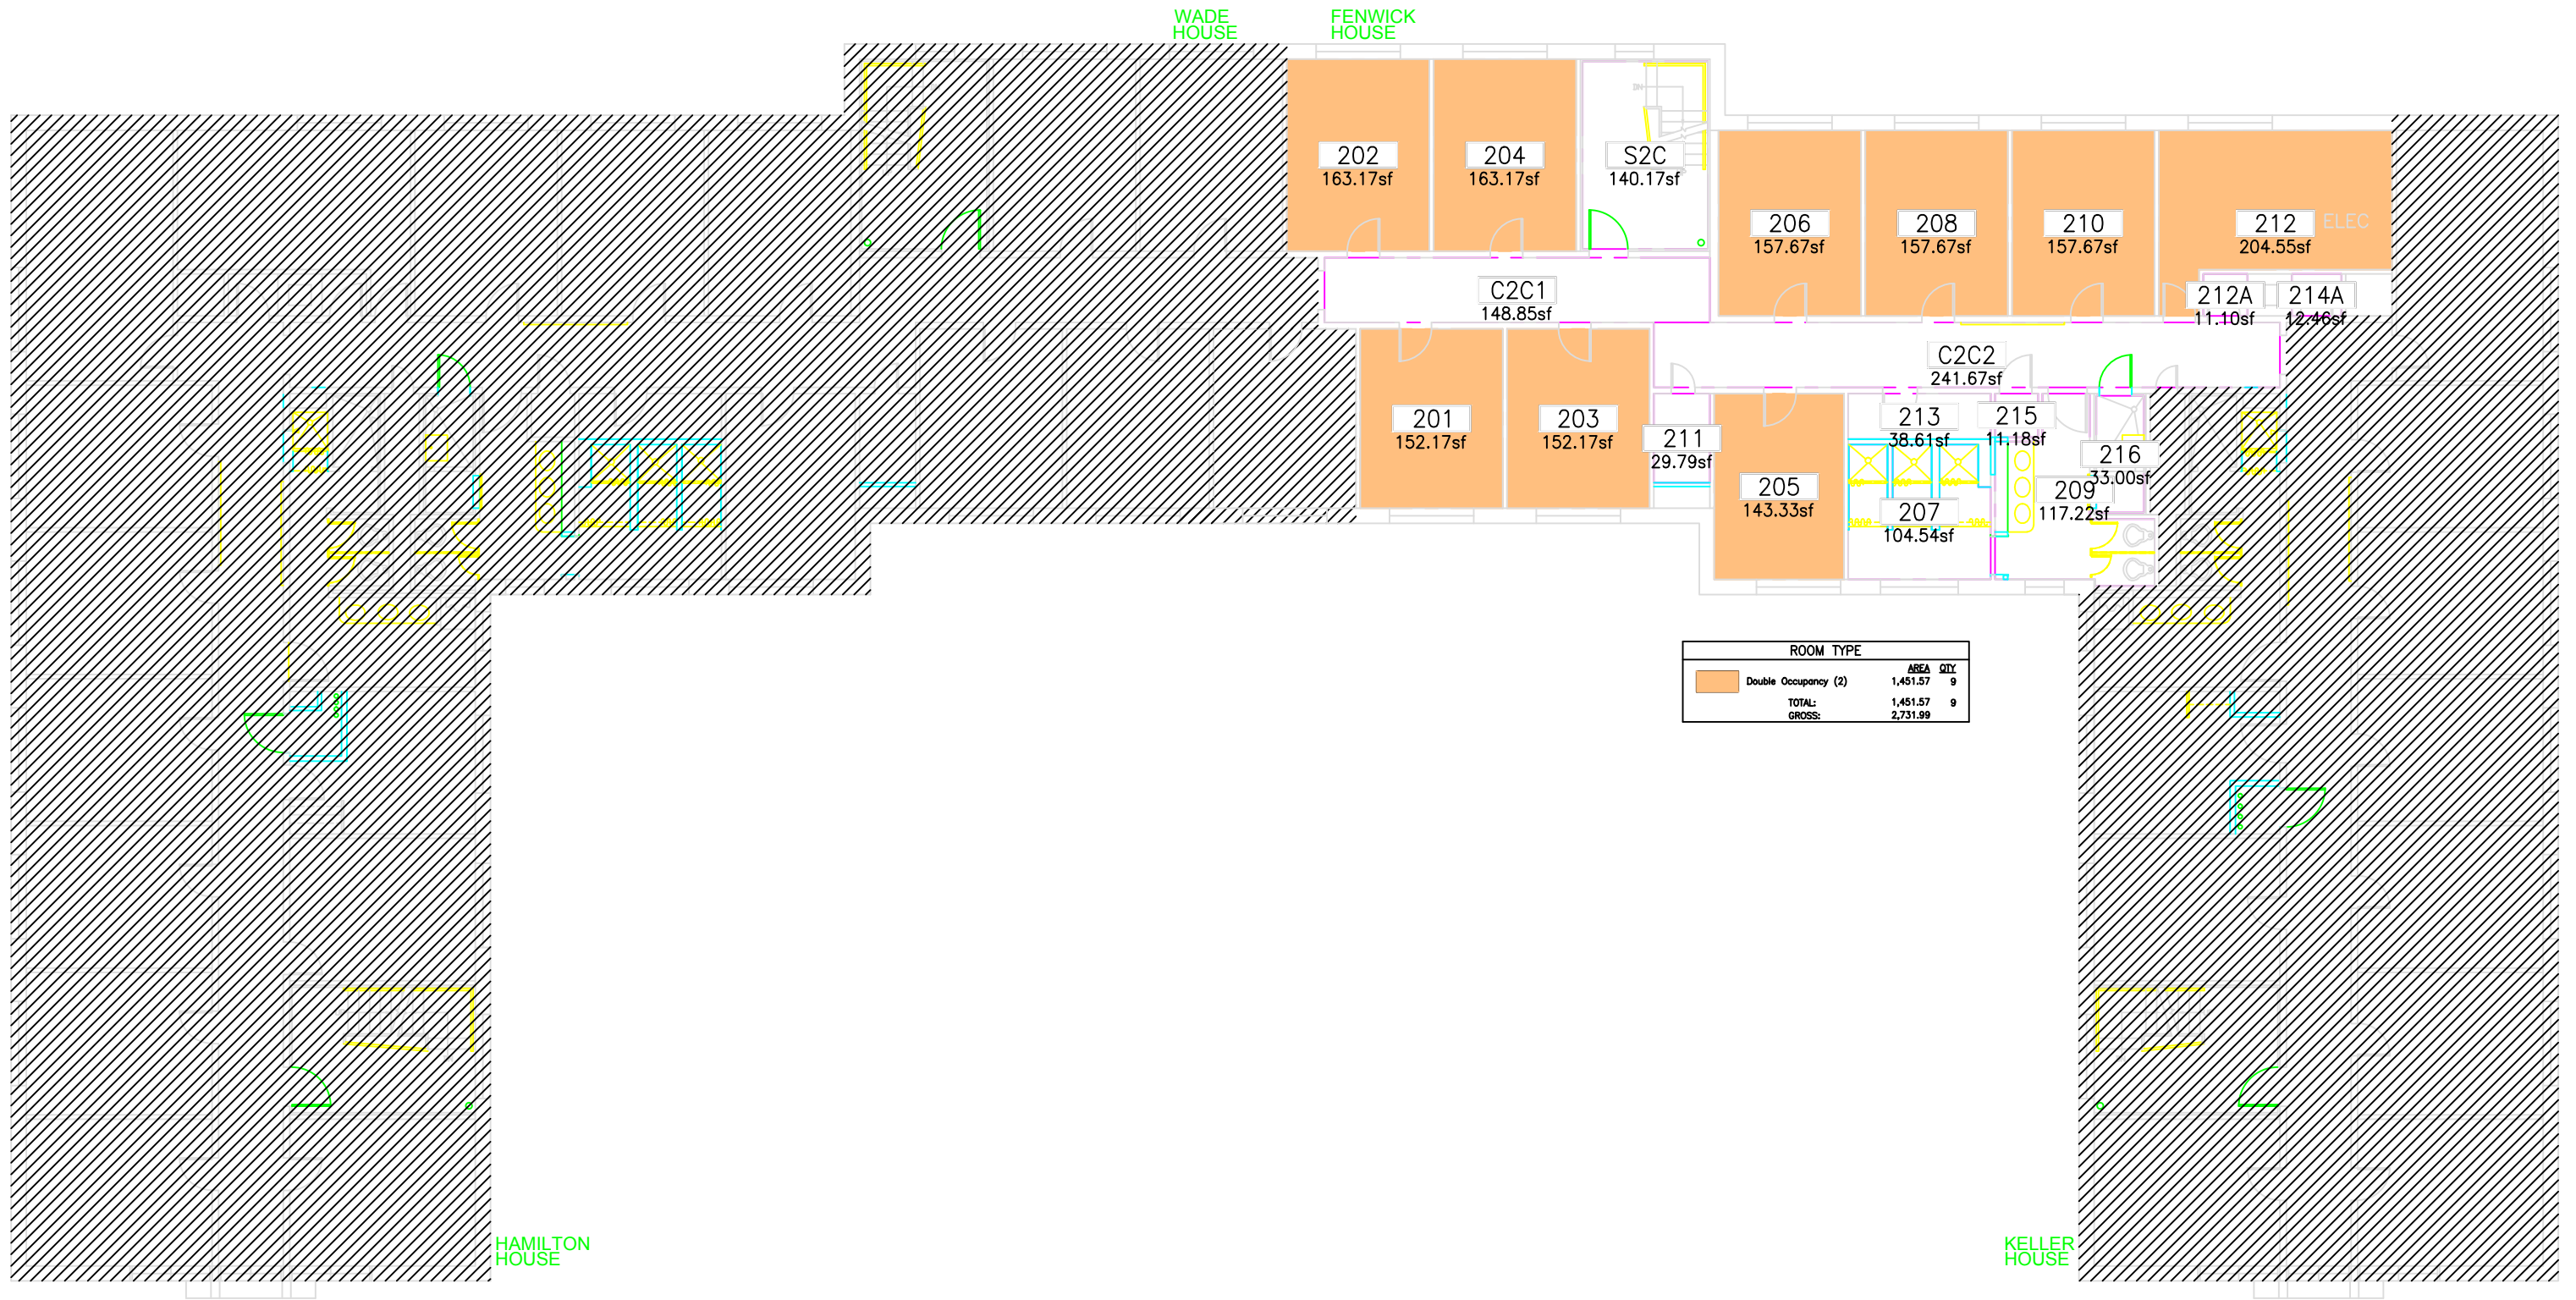 WADE
HOUSE
FENWICK
HOUSE
202
163.17sf
204
163.17sf
S2C
140.17sf
DN
206
157.67sf
208
157.67sf
210
157.67sf
212
204.55sf
ELEC
C2C1
148.85sf
212A
11.10sf
214A
12.46sf
C2C2
241.67sf
201
152.17sf
203
152.17sf
211
29.79sf
205
143.33sf
213
38.61sf
215
11.18sf
216
33.00sf
209
117.22sf
207
104.54sf
ROOM TYPE
AREA QTY
Double Occupancy (2) 1,451.57 9
TOTAL: 1,451.57 9
GROSS: 2,731.99
HAMILTON
HOUSE
KELLER
HOUSE